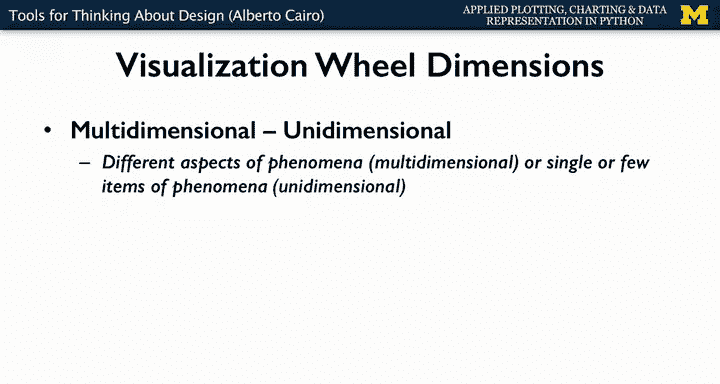 Tools for Thinking About Design (Alberto Cairo)
APPLIED PLOTTING, CHARTING & DATA
REPRESENTATION IN PYTHON
M
Visualization Wheel Dimensions
• Multidimensional – Unidimensional
– Different aspects of phenomena (multidimensional) or single or few
items of phenomena (unidimensional)